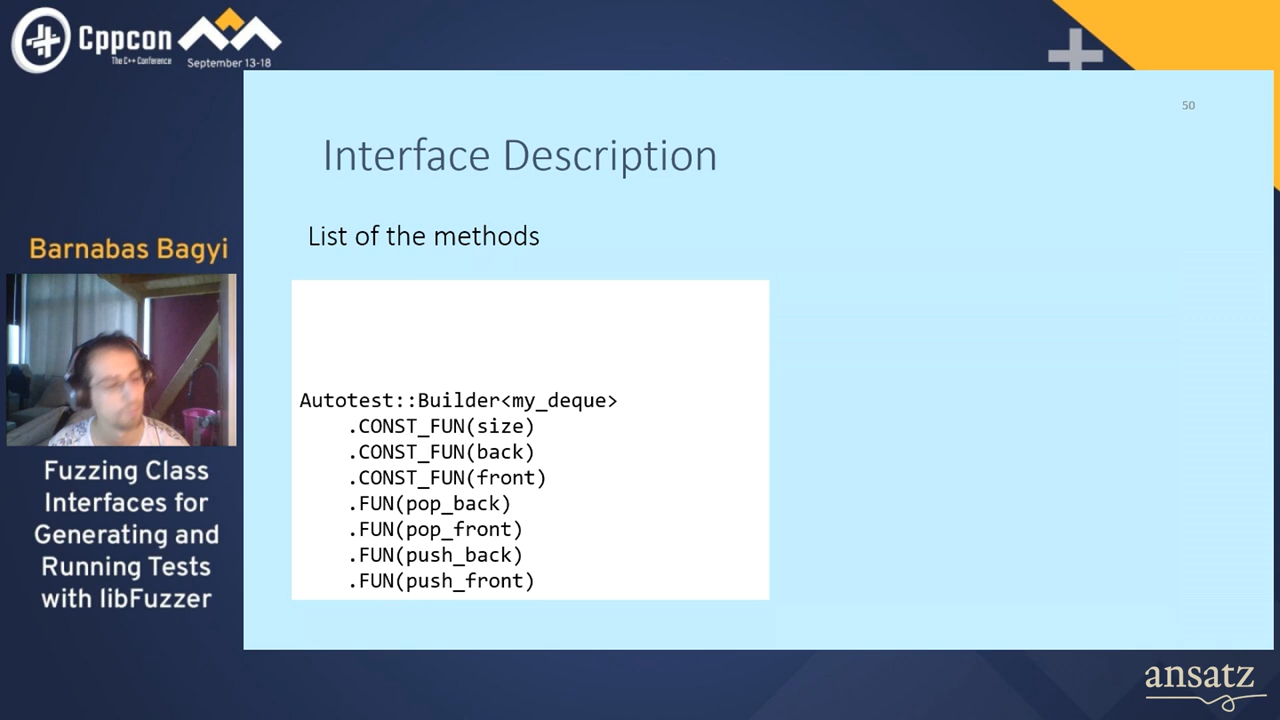 Cppcon
The C++ Conference
September 13-18
50
Interface Description
List of the methods
Autotest::Builder<my_deque>
.CONST_FUN(size)
.CONST_FUN(back)
.CONST_FUN(front)
.FUN(pop_back)
.FUN(pop_front)
.FUN(push_back)
.FUN(push_front)
Barnabas Bagyi
Fuzzing Class
Interfaces for
Generating and
Running Tests
with libFuzzer
ansatz